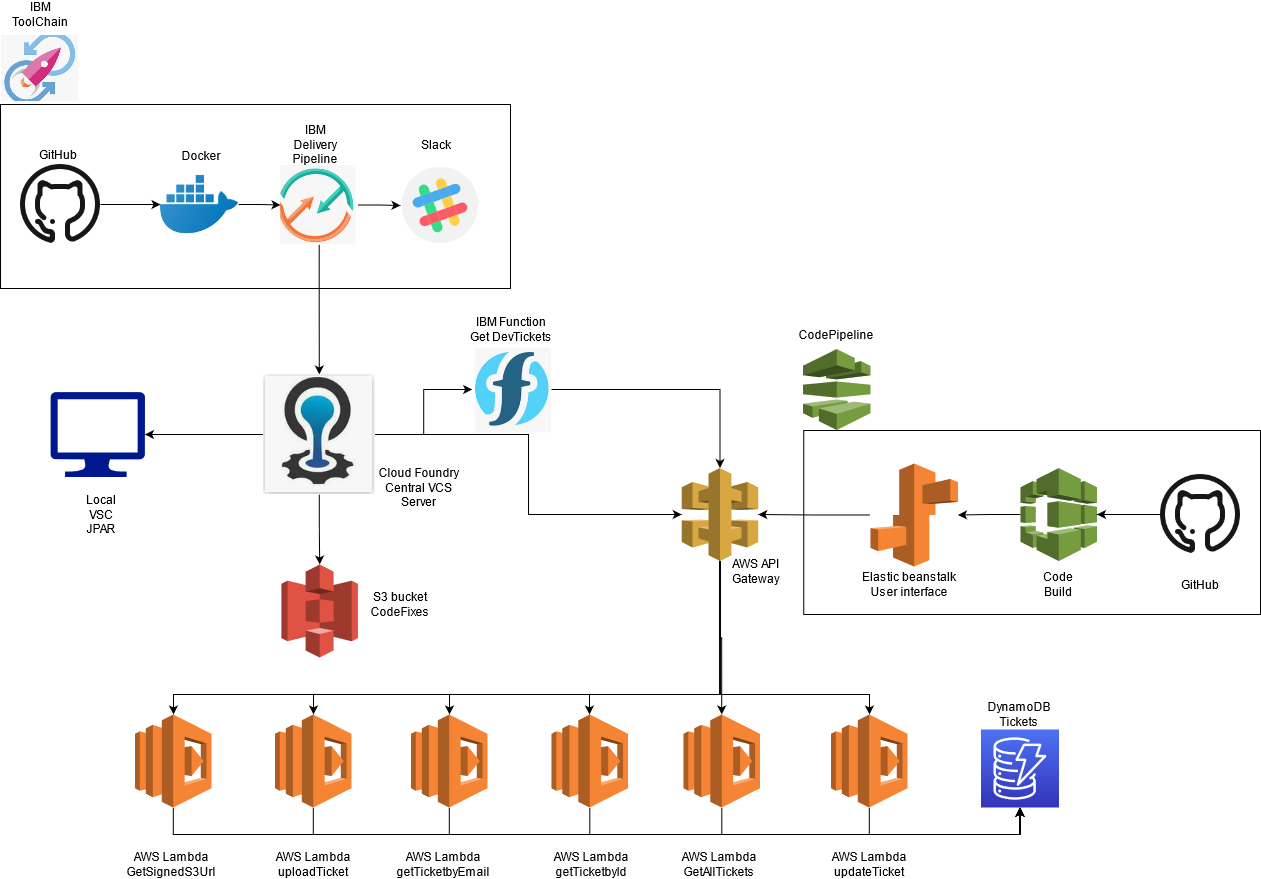 IBM
ToolChain
GitHub
Docker
IBM
Delivery
Pipeline
Slack
IBM Function
Get DevTickets
CodePipeline
Local
VSC
JPAR
Cloud Foundry
Central VCS
Server
S3 bucket
CodeFixes
AWS API
Gateway
Elastic beanstalk
User interface
Code
Build
GitHub
DynamoDB
Tickets
AWS Lambda
GetSignedS3Url
AWS Lambda
uploadTicket
AWS Lambda
getTicketbyEmail
AWS Lambda
getTicketbyId
AWS Lambda
GetAllTickets
AWS Lambda
updateTicket